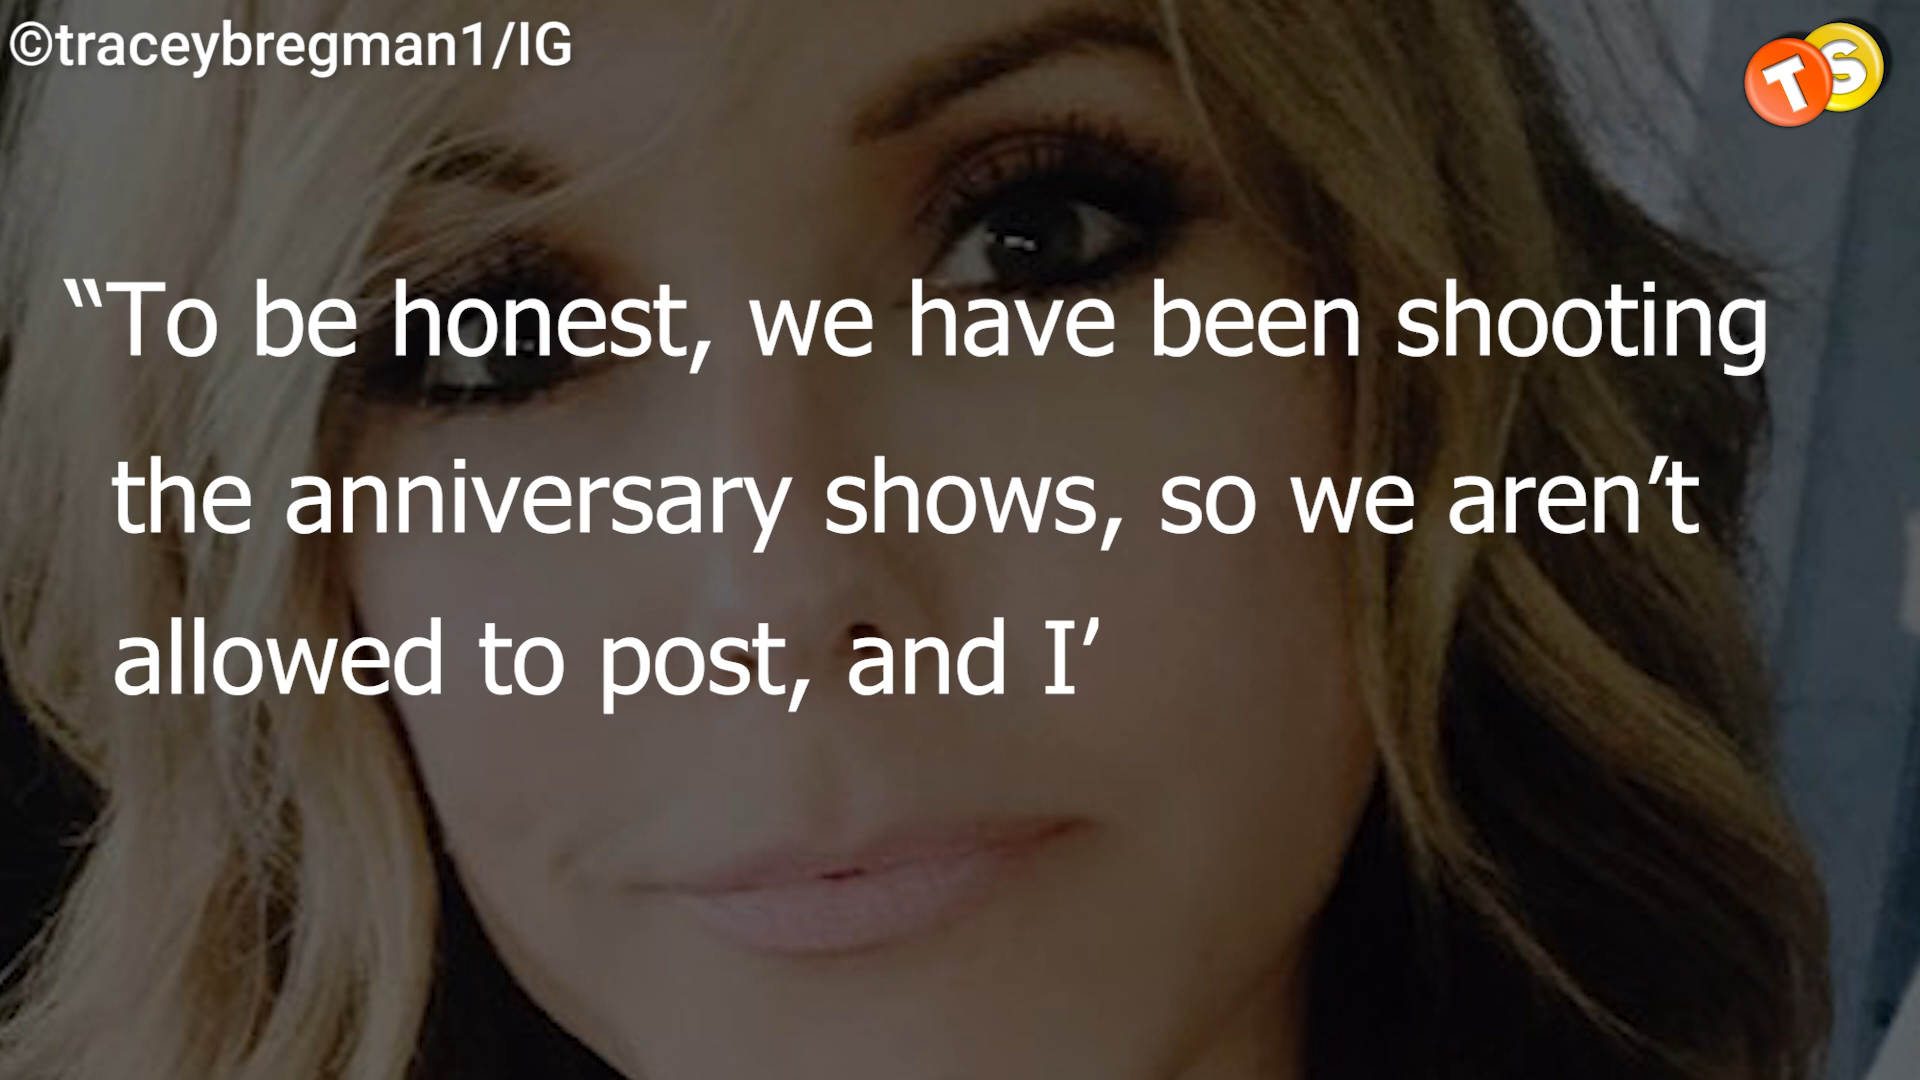 ©traceybregman1/IG
TS
“To be honest, we have been shooting
the anniversary shows, so we aren’t
allowed to post, and I’